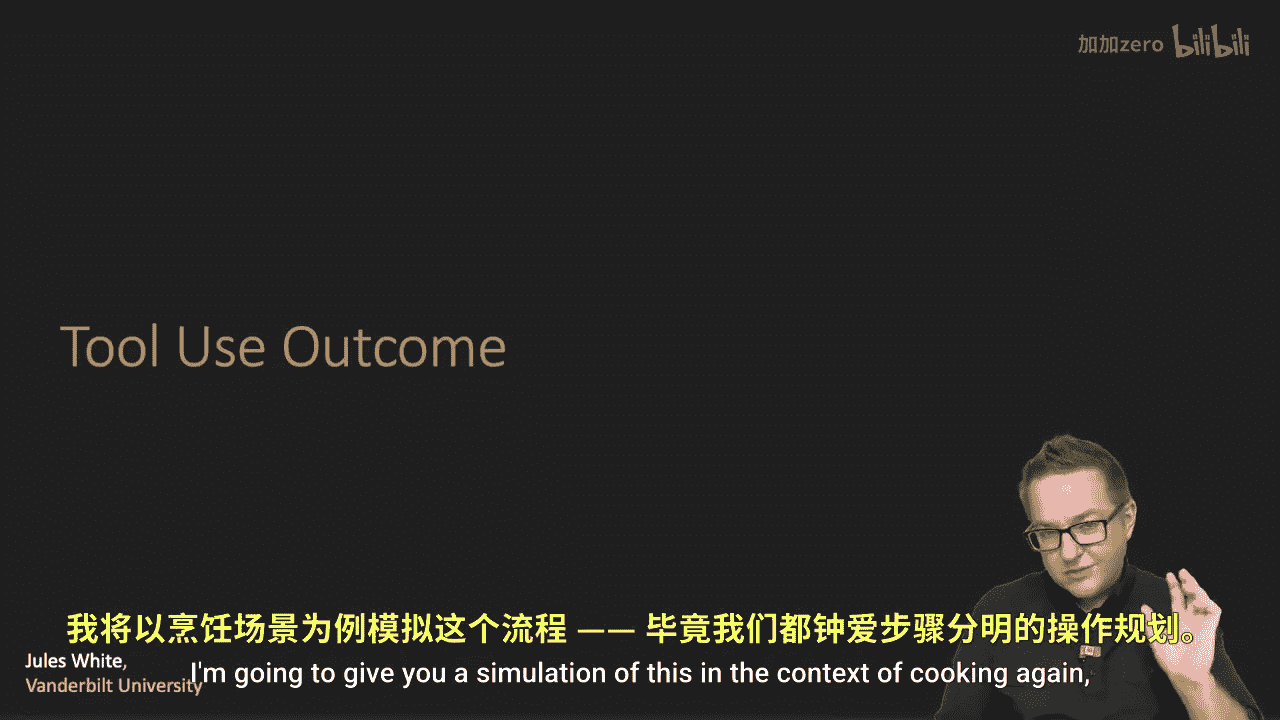 加加zero bilibili
Tool Use Outcome
我将以烹饪场景为例模拟这个流程 —— 毕竟我们都钟爱步骤分明的操作规划。
Jules White,
I'm going to give you a simulation of this in the context of cooking again,
Vanderbilt University